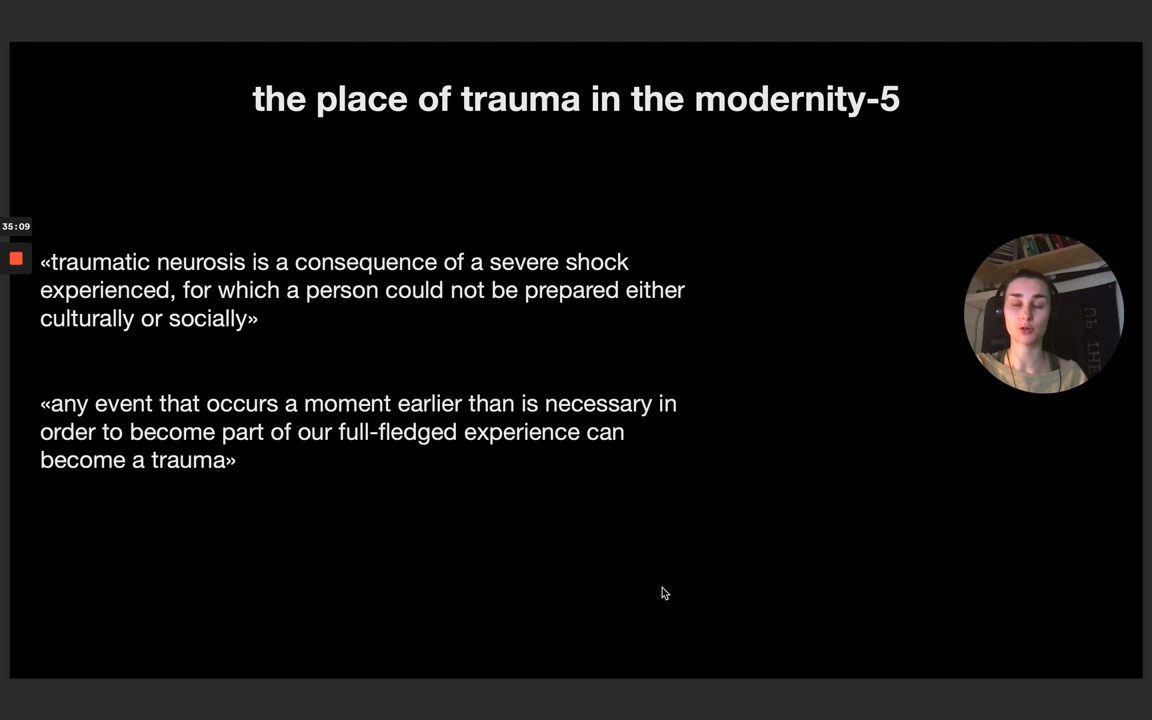 the place of trauma in the modernity-5
35:09
«traumatic neurosis is a consequence of a severe shock
experienced, for which a person could not be prepared either
culturally or socially»
«any event that occurs a moment earlier than is necessary in
order to become part of our full-fledged experience can
become a trauma»
UP THE